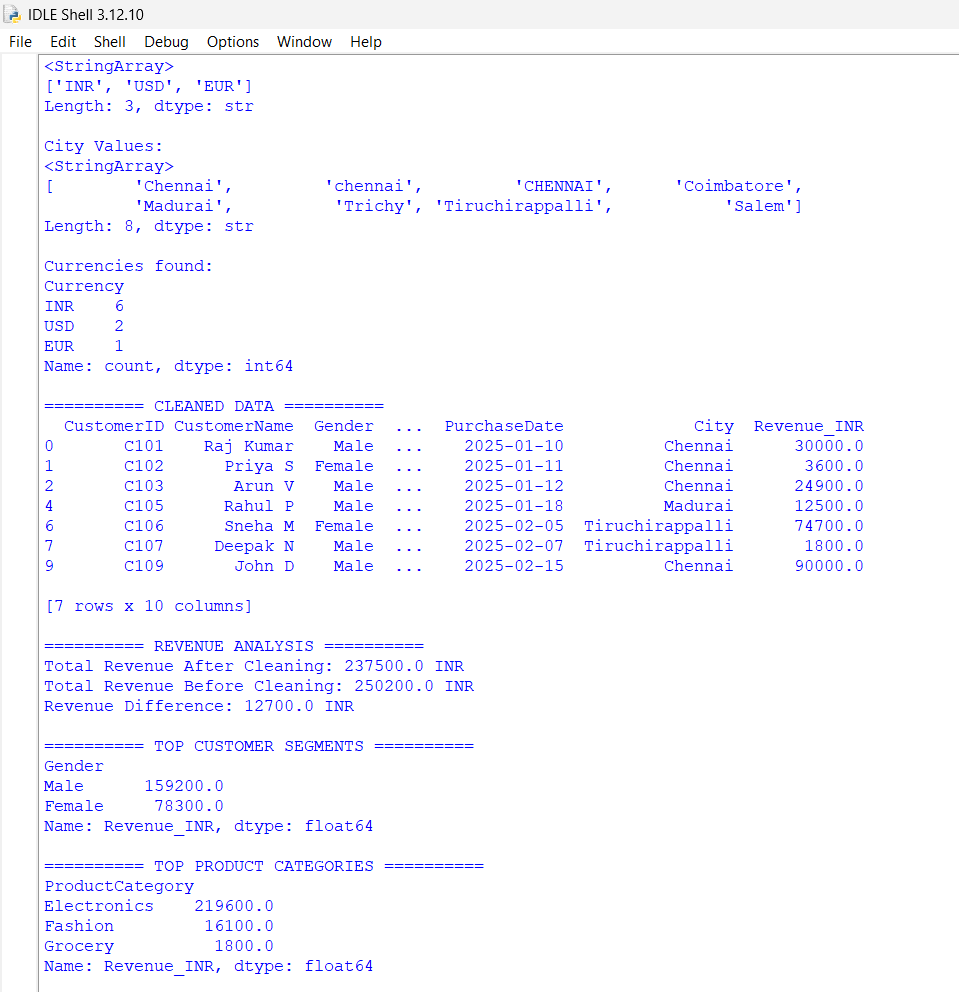 IDLE Shell 3.12.10
File Edit Shell Debug Options Window Help
<StringArray>
['INR', 'USD', 'EUR']
Length: 3, dtype: str

City Values:
<StringArray>
[        'Chennai',         'chennai',         'CHENNAI',      'Coimbatore',
         'Madurai',          'Trichy', 'Tiruchirappalli',           'Salem']
Length: 8, dtype: str

Currencies found:
Currency
INR    6
USD    2
EUR    1
Name: count, dtype: int64

========== CLEANED DATA ==========
  CustomerID CustomerName  Gender  ...  PurchaseDate             City  Revenue_INR
0       C101    Raj Kumar    Male  ...    2025-01-10          Chennai      30000.0
1       C102      Priya S  Female  ...    2025-01-11          Chennai       3600.0
2       C103       Arun V    Male  ...    2025-01-12          Chennai      24900.0
4       C105      Rahul P    Male  ...    2025-01-18          Madurai      12500.0
6       C106      Sneha M  Female  ...    2025-02-05  Tiruchirappalli      74700.0
7       C107     Deepak N    Male  ...    2025-02-07  Tiruchirappalli       1800.0
9       C109       John D    Male  ...    2025-02-15          Chennai      90000.0

[7 rows x 10 columns]

========== REVENUE ANALYSIS ==========
Total Revenue After Cleaning: 237500.0 INR
Total Revenue Before Cleaning: 250200.0 INR
Revenue Difference: 12700.0 INR

========== TOP CUSTOMER SEGMENTS ==========
Gender
Male      159200.0
Female     78300.0
Name: Revenue_INR, dtype: float64

========== TOP PRODUCT CATEGORIES ==========
ProductCategory
Electronics    219600.0
Fashion         16100.0
Grocery          1800.0
Name: Revenue_INR, dtype: float64